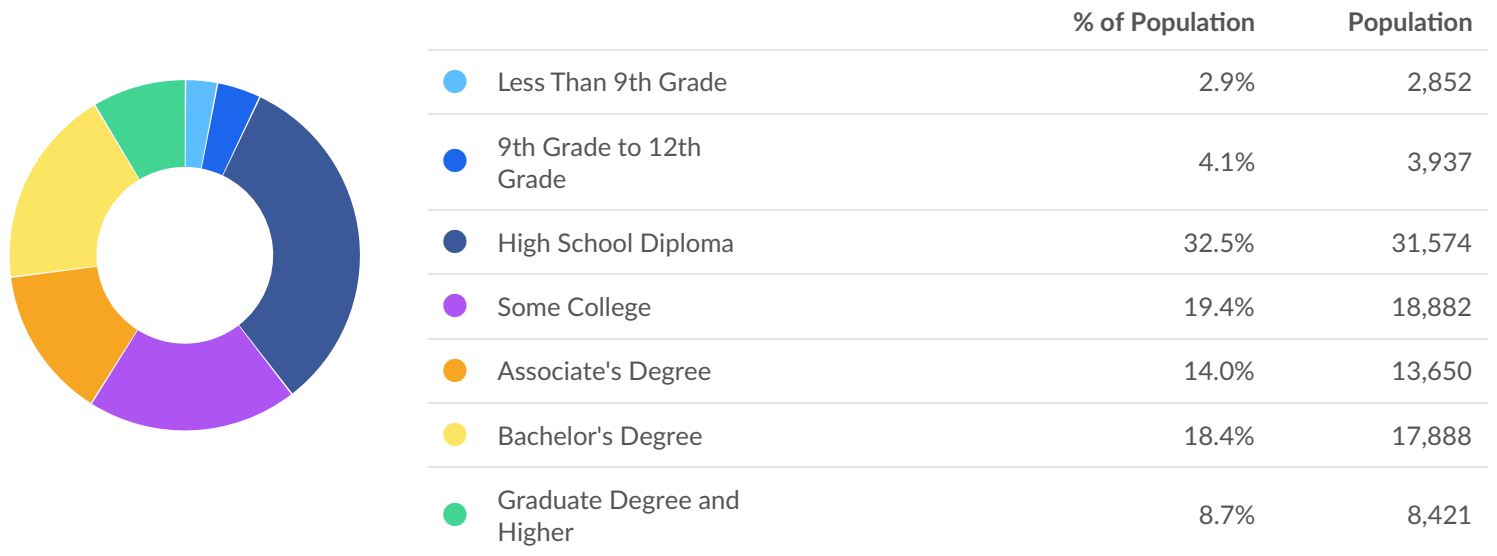 % of Population Population
Less Than 9th Grade 2.9% 2,852
9th Grade to 12th
Grade 4.1% 3,937
High School Diploma 32.5% 31,574
Some College 19.4% 18,882
Associate's Degree 14.0% 13,650
Bachelor's Degree 18.4% 17,888
Graduate Degree and
Higher 8.7% 8,421